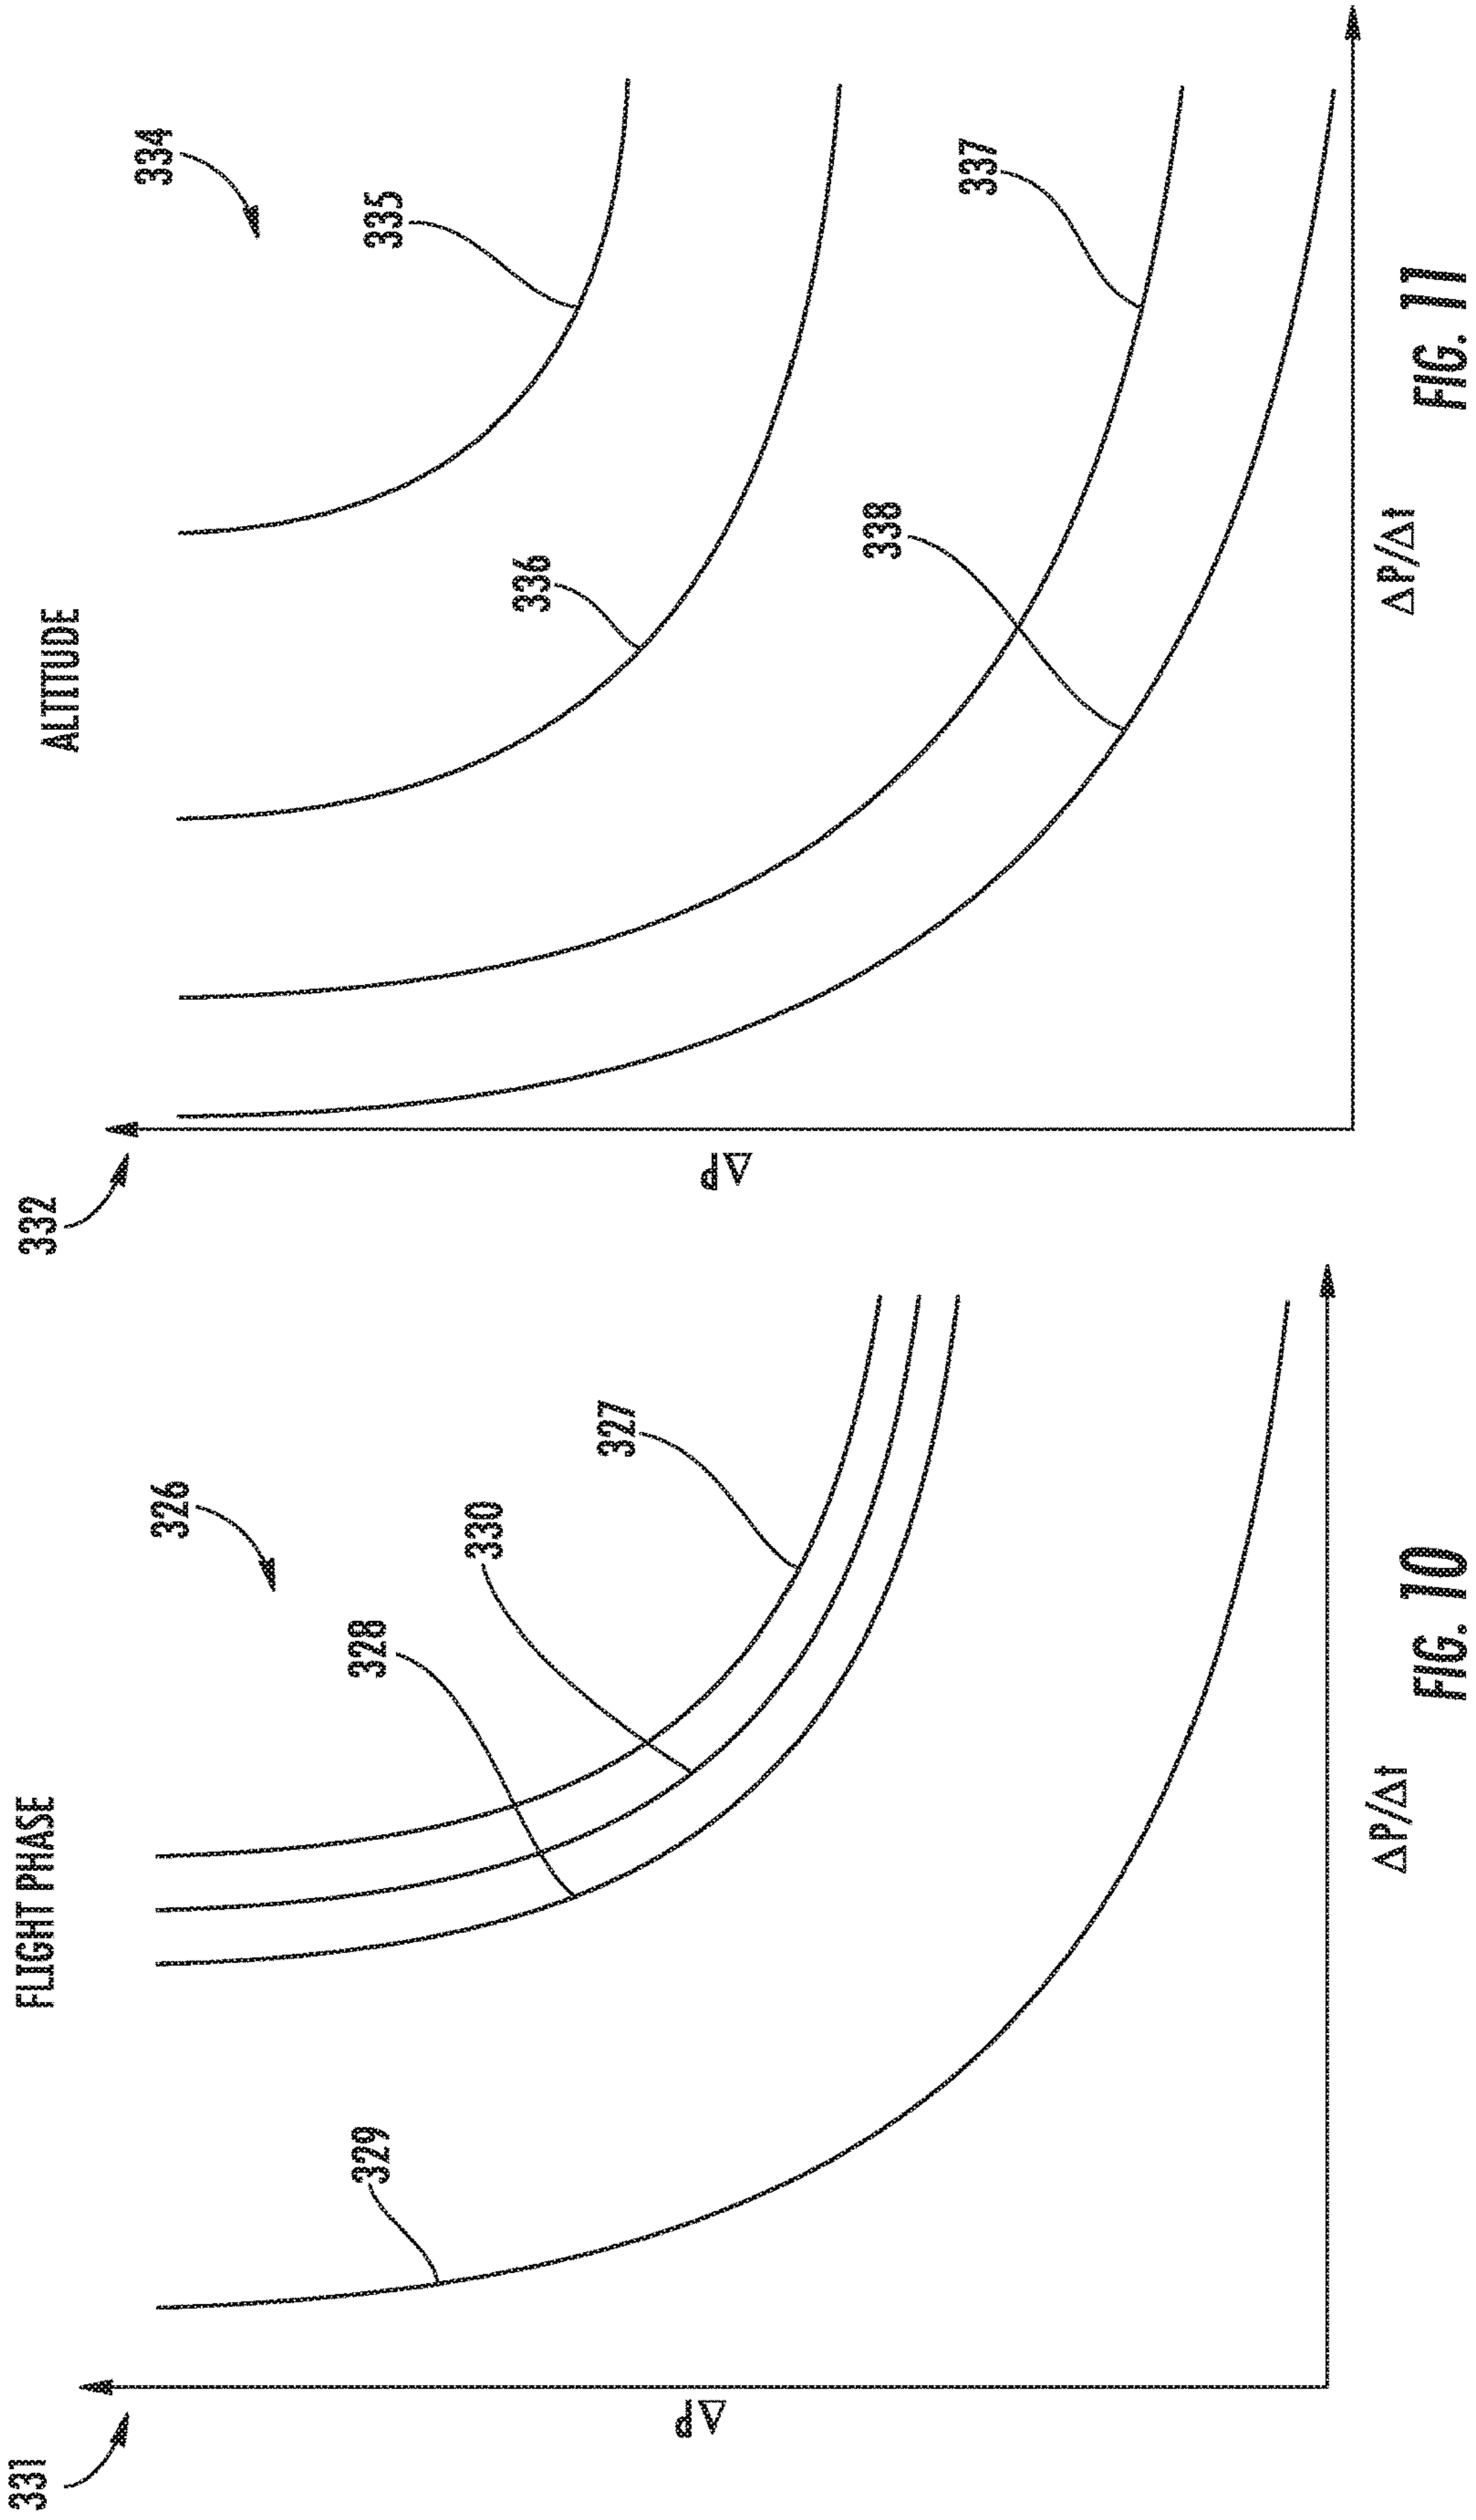 331
FLIGHT PHASE
326
328
330
327
329
ΔP
ΔP/Δt
FIG. 10
332
ALTITUDE
334
335
336
337
338
ΔP
ΔP/Δt
FIG. 11